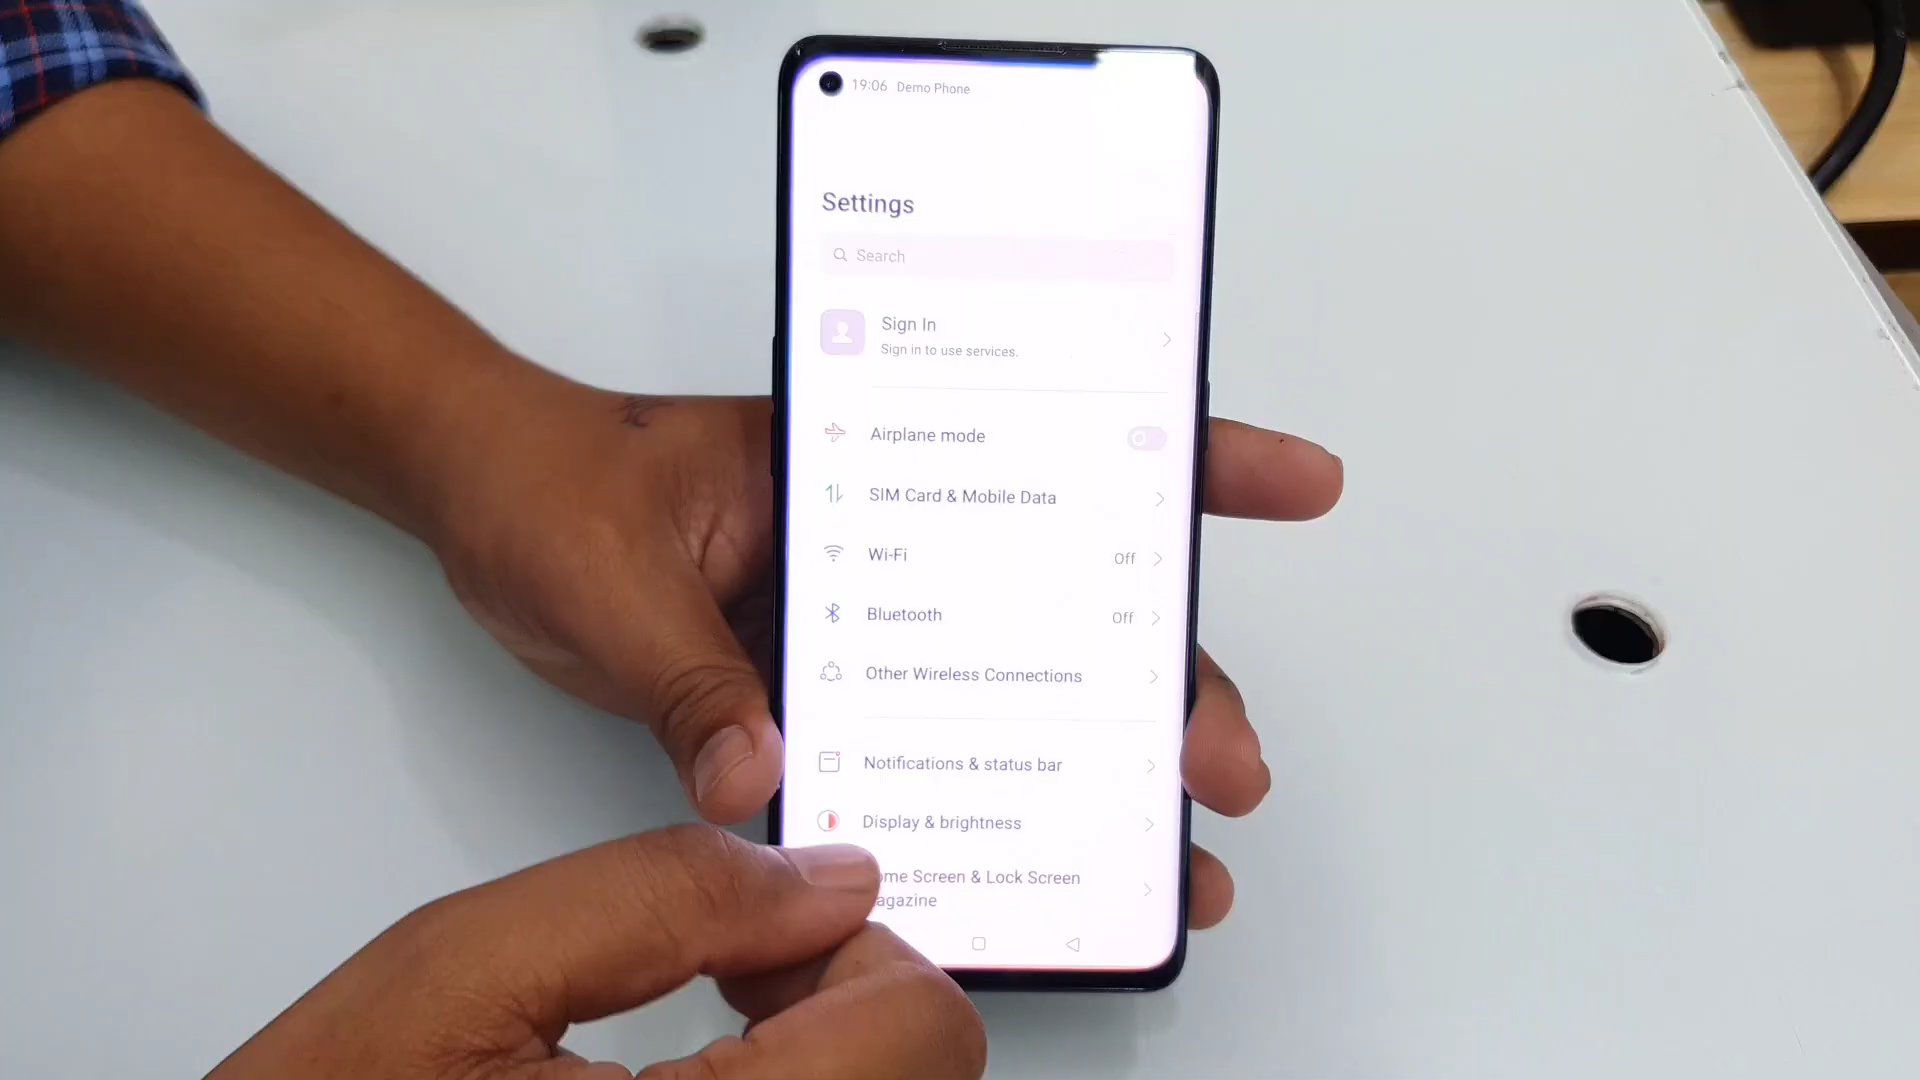 19:06 Demo Phone
Settings
Search
Sign In
Sign in to use services.
Airplane mode
SIM Card & Mobile Data
Wi-Fi Off
Bluetooth Off
Other Wireless Connections
Notifications & status bar
Display & brightness
ome Screen & Lock Screen
agazine